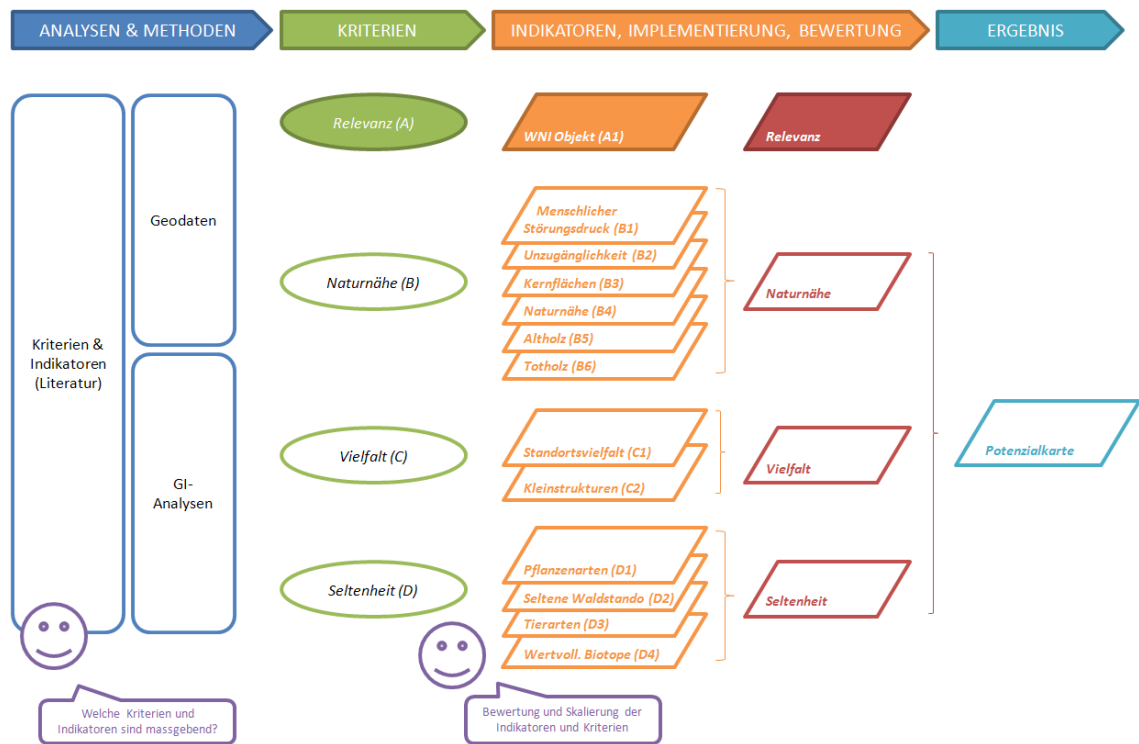 ANALYSEN & METHODEN
KRITERIEN
INDIKATOREN, IMPLEMENTIERUNG, BEWERTUNG
ERGEBNIS
Kriterien &
Indikatoren
(Literatur)
Geodaten
GI-
Analysen
Relevanz (A)
WNI Objekt (A1)
Relevanz
Naturnähe (B)
Menschlicher
Störungsdruck (B1)
Unzugänglichkeit (B2)
Kernflächen (B3)
Naturnähe (B4)
Altholz (B5)
Totholz (B6)
Naturnähe
Vielfalt (C)
Standortsvielfalt (C1)
Kleinstrukturen (C2)
Vielfalt
Seltenheit (D)
Pflanzenarten (D1)
Seltene Waldstando (D2)
Tierarten (D3)
Wertvoll. Biotope (D4)
Seltenheit
Potenzialkarte
Welche Kriterien und
Indikatoren sind massgebend?
Bewertung und Skalierung der
Indikatoren und Kriterien